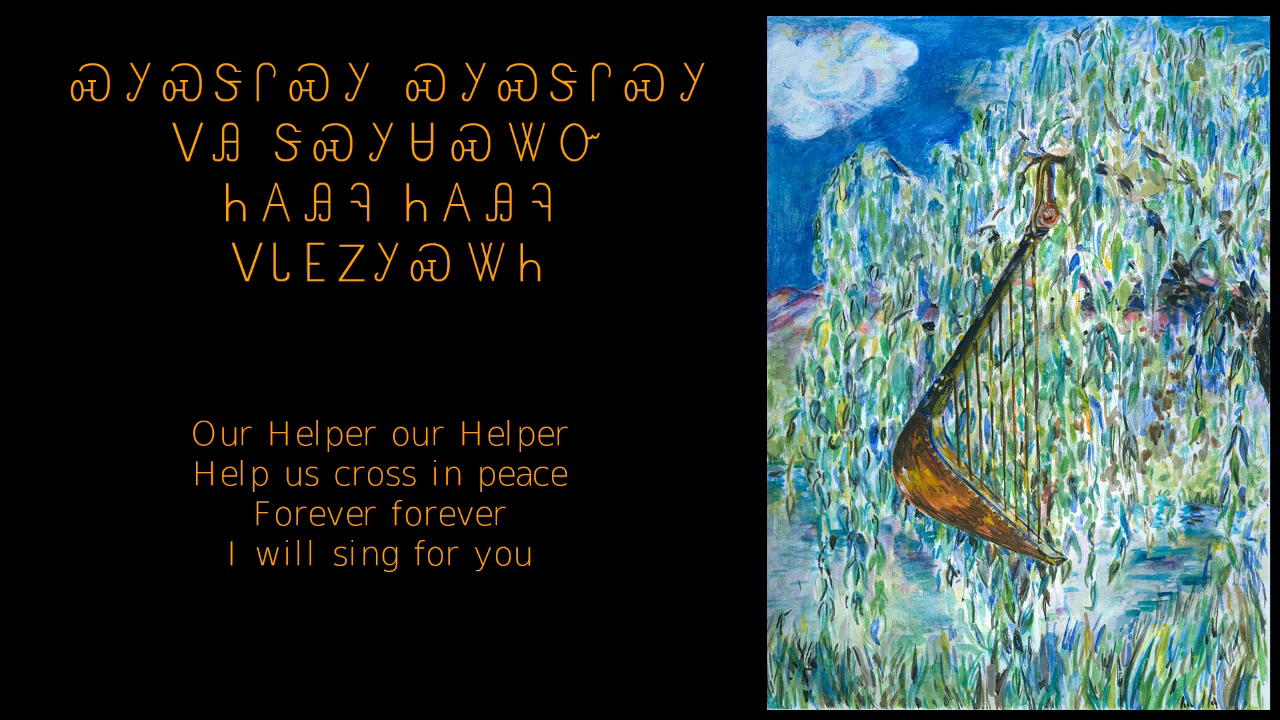 ᏍᎩᏍᏕᎵᏍᎩ ᏍᎩᏍᏕᎵᏍᎩ
ᏙᎯ ᏕᏍᎩᏌᏍᏔᏅ
ᏂᎪᎯᎸ ᏂᎪᎯᎸ
ᏙᏓᎬᏃᎩᏍᏔᏂ
Our Helper our Helper
Help us cross in peace
Forever forever
I will sing for you